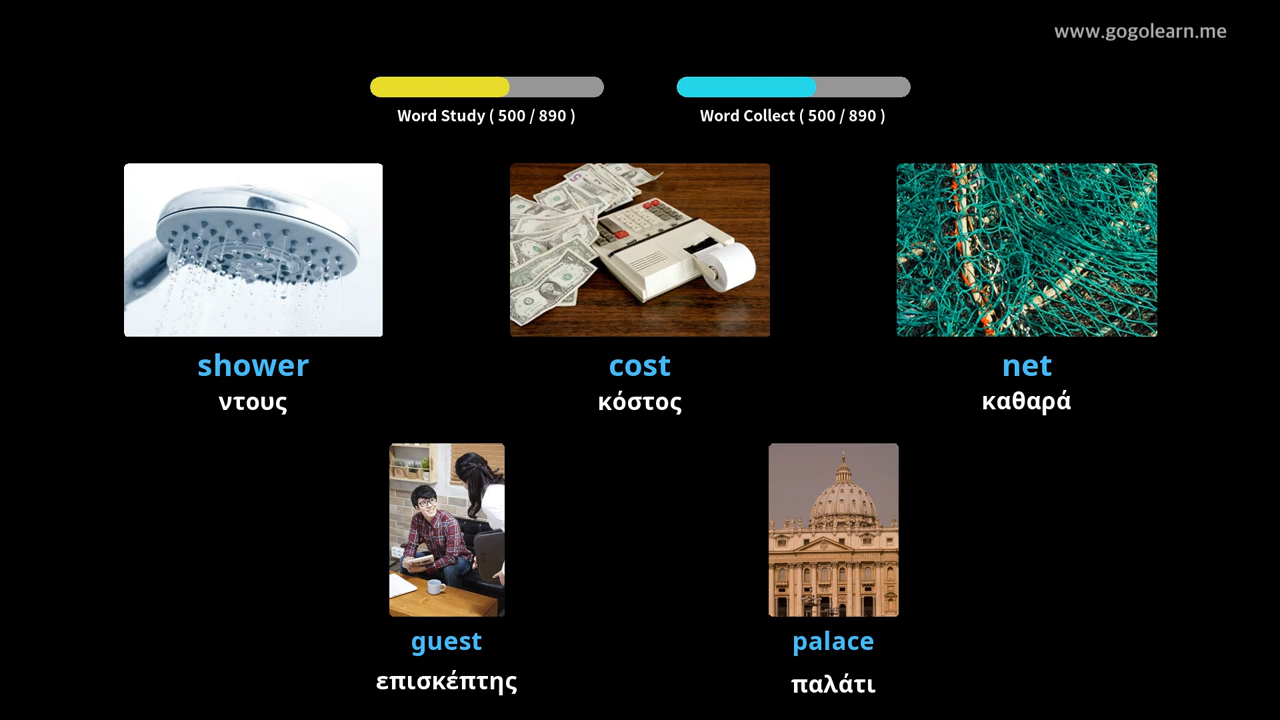 www.gogolearn.me
Word Study ( 500 / 890 )
Word Collect ( 500 / 890 )
shower
ντους
cost
κόστος
net
καθαρά
guest
επισκέπτης
palace
παλάτι